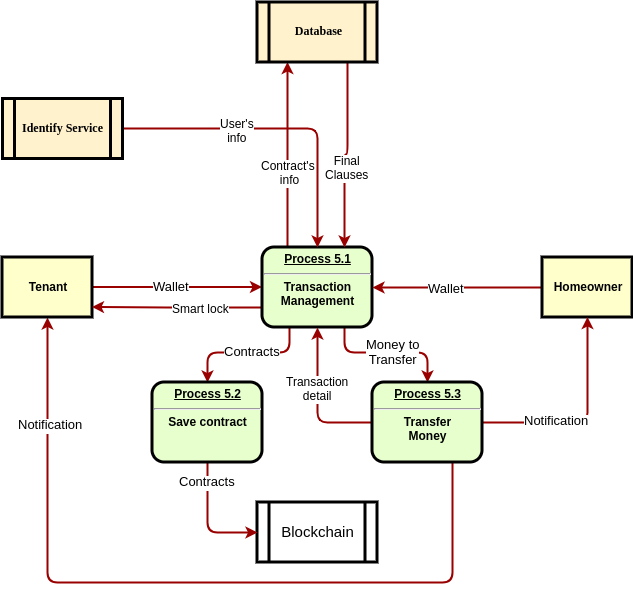 Database
Identify Service
User's
info
Contract's
info
Final
Clauses
Process 5.1
Transaction
Management
Tenant
Wallet
Smart lock
Wallet
Homeowner
Contracts
Money to
Transfer
Transaction
detail
Process 5.2
Save contract
Process 5.3
Transfer
Money
Notification
Notification
Contracts
Blockchain